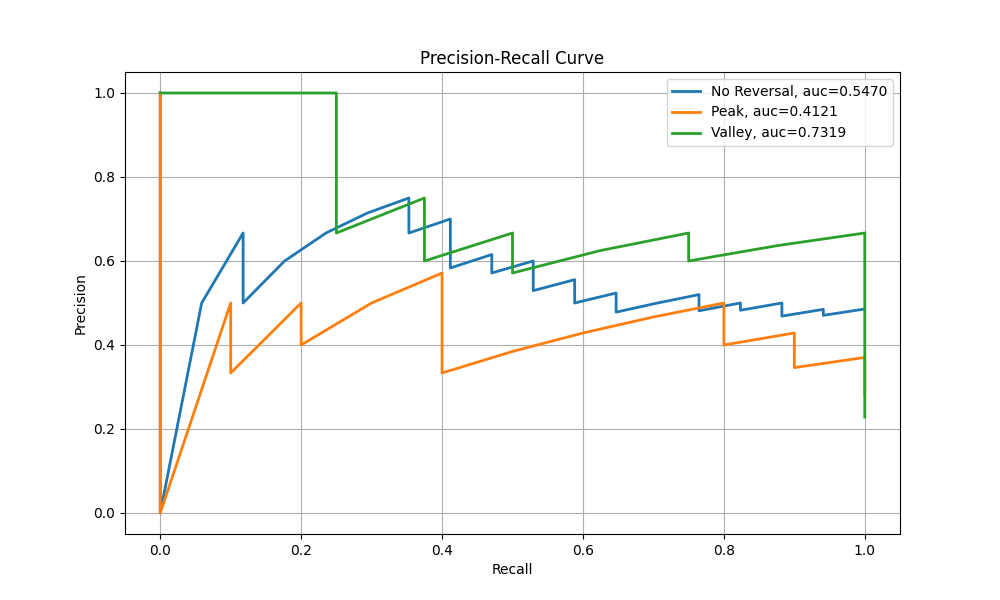 Precision-Recall Curve
No Reversal, auc=0.5470
Peak, auc=0.4121
Valley, auc=0.7319
1.0
0.8
0.6
0.4
0.2
0.0
Precision
0.0 0.2 0.4 0.6 0.8 1.0
Recall